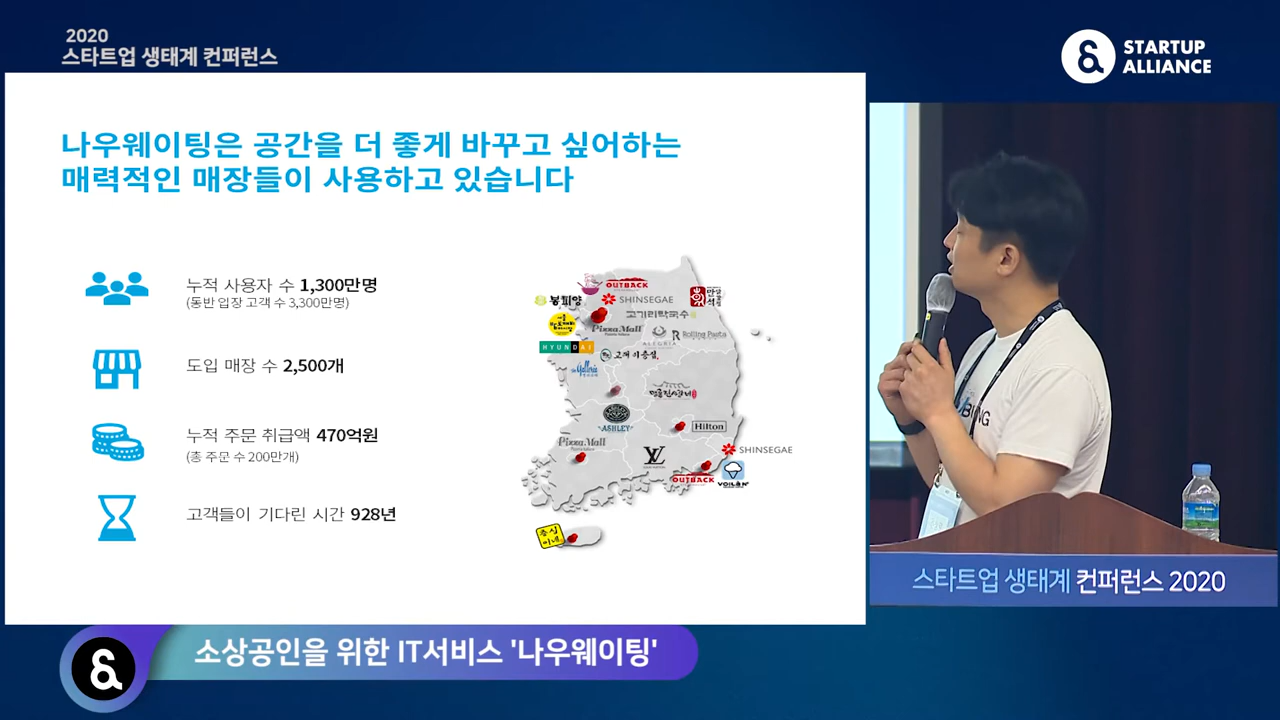 2020
스타트업 생태계 컨퍼런스
STARTUP
ALLIANCE
나우웨이팅은 공간을 더 좋게 바꾸고 싶어하는
매력적인 매장들이 사용하고 있습니다
누적 사용자 수 1,300만명
(동반 입장 고객 수 3,300만명)
도입 매장 수 2,500개
누적 주문 취급액 470억원
(총 주문 수 200만개)
고객들이 기다린 시간 928년
OUTBACK
봉피양
SHINSEGAE
고기리막국수
PizzaMall
ALEGRIA
Rolling Pasta
HYUNDAI
Galleria
ASHLEY
Hilton
PizzaMall
LV
SHINSEGAE
OUTBACK
VOILÀ
스타트업 생태계 컨퍼런스 2020
소상공인을 위한 IT서비스 '나우웨이팅'